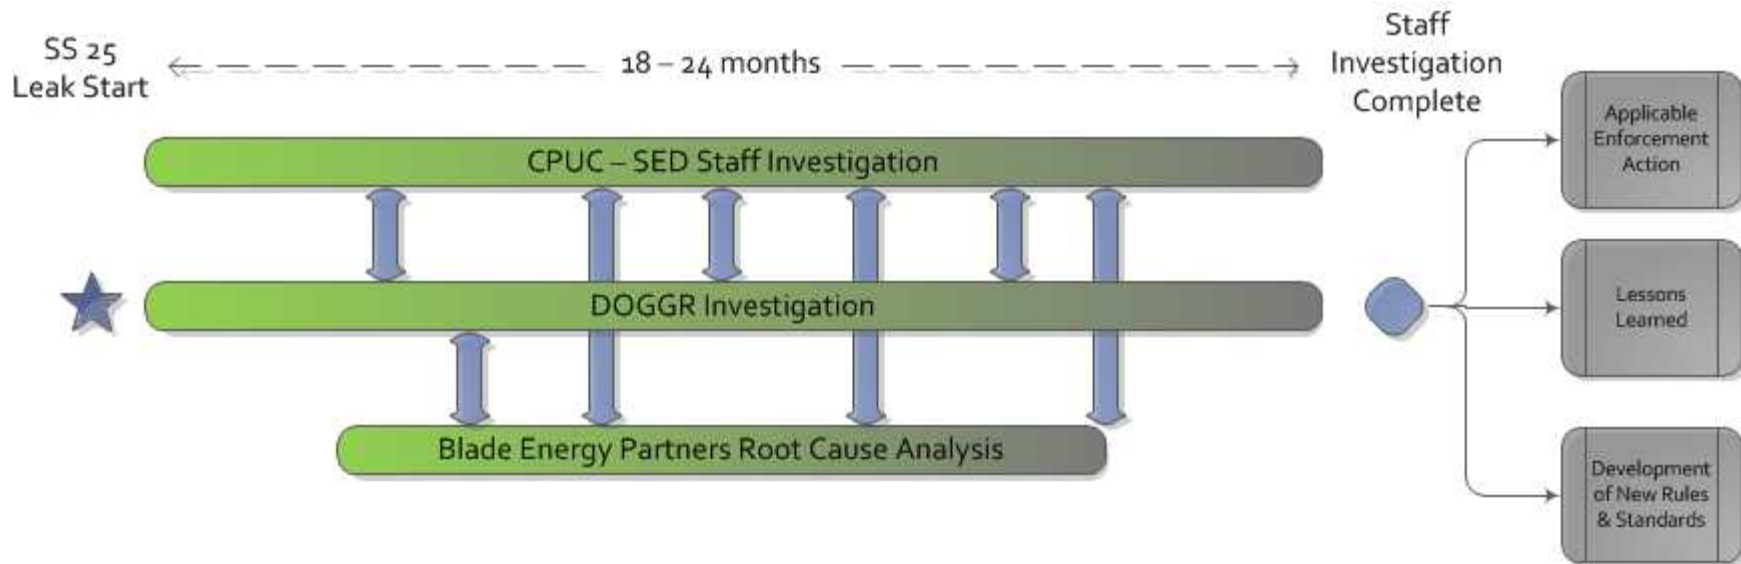 SS 25
Leak Start
18 – 24 months
Staff
Investigation
Complete
CPUC – SED Staff Investigation
DOGGR Investigation
Blade Energy Partners Root Cause Analysis
Applicable
Enforcement
Action
Lessons
Learned
Development
of New Rules
& Standards